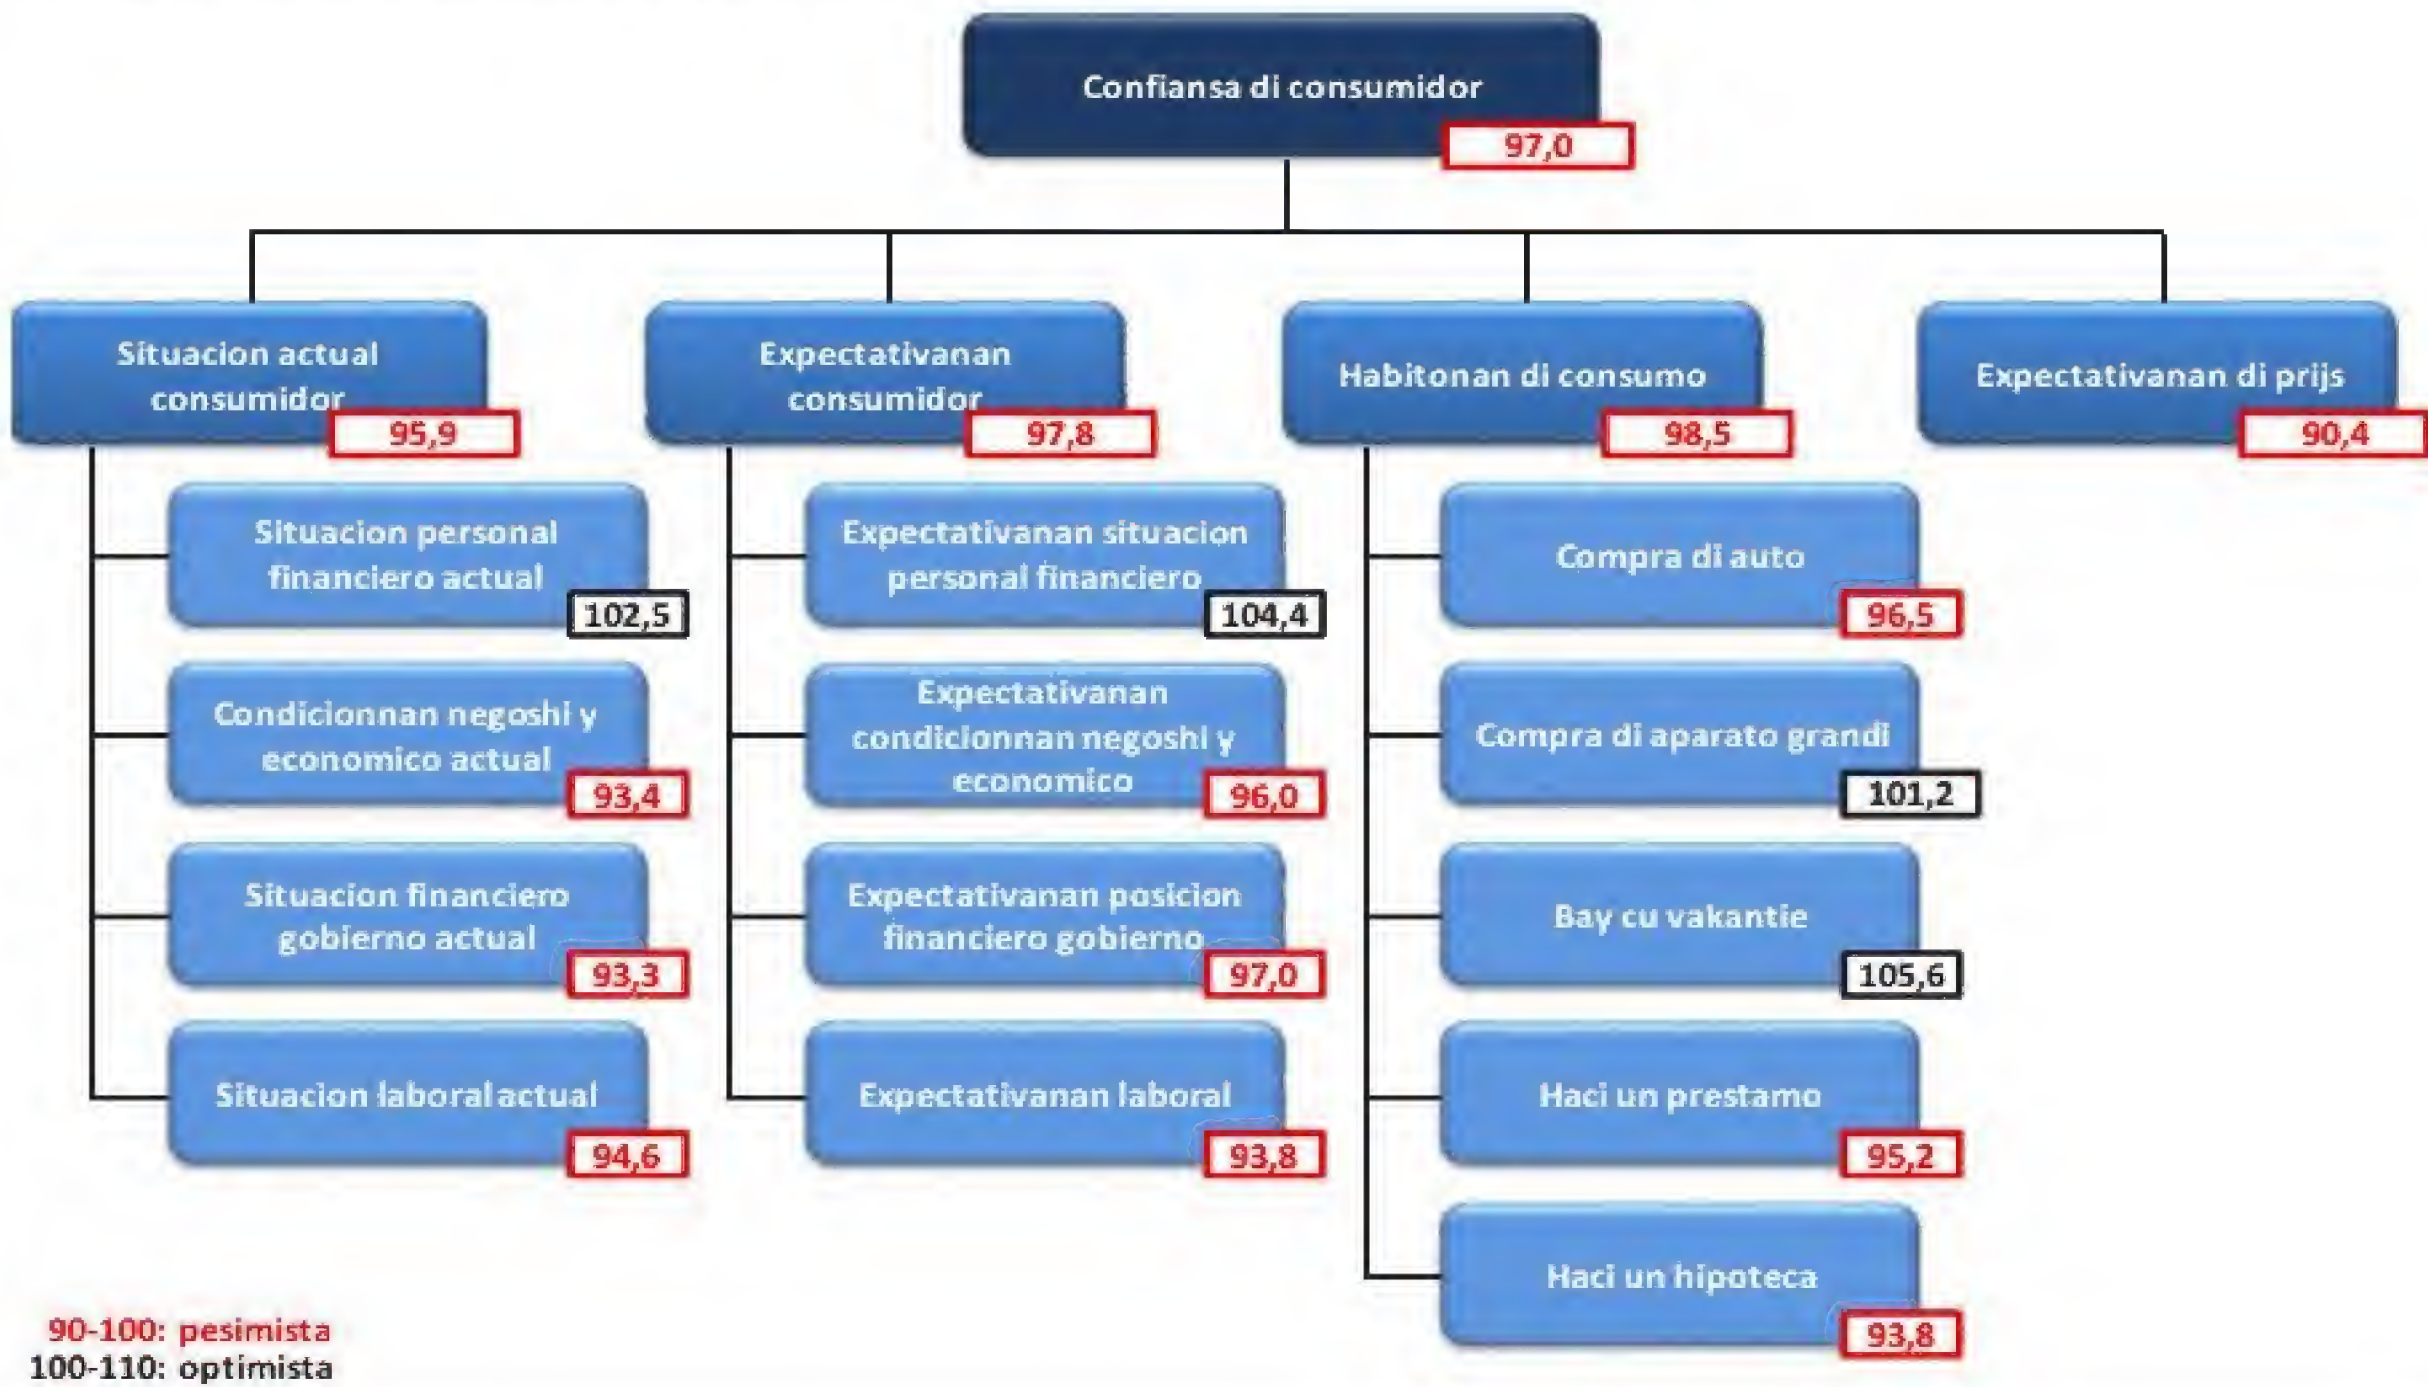 Confiansa di consumidor
97,0
Situacion actual
consumidor
95,9
Expectativanan
consumidor
97,8
Habitonan di consumo
98,5
Expectativanan di prijs
90,4
Situacion personal
financiero actual
102,5
Condicionnan negoshi y
economico actual
93,4
Situacion financiero
gobierno actual
93,3
Situacion laboral actual
94,6
Expectativanan situacion
personal financiero
104,4
Expectativanan
condicionnan negoshi y
economico
96,0
Expectativanan posicion
financiero gobierno
97,0
Expectativanan laboral
93,8
Compra di auto
96,5
Compra di aparato grandi
101,2
Bay cu vakantie
105,6
Haci un prestamo
95,2
Haci un hipoteca
93,8
90-100: pesimista
100-110: optimista